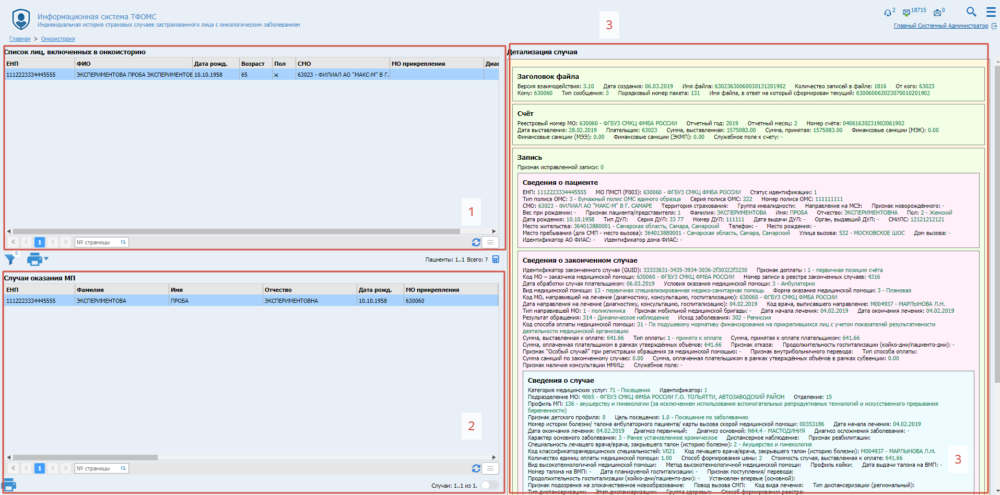 Информационная система ТФОМС
Индивидуальная история страховых случаев застрахованного лица с онкологическим заболеванием
2 18715 0
Главный Системный Администратор
Главная > Онкоистория
3
Список лиц, включенных в онкоисторию
ЕНП ФИО Дата рожд. Возраст Пол СМО МО прикрепления Диаг
1112223334445555 ЭКСПЕРИМЕНТОВА ПРОБА ЭКСПЕРИМЕНТОВ 10.10.1958 65 ж 63023 - ФИЛИАЛ АО "МАКС-М" В Г.
1
1 № страницы
0
Пациенты: 1..1 Всего: ?
Случаи оказания МП
ЕНП Фамилия Имя Отчество Дата рожд. МО прикрепления
1112223334445555 ЭКСПЕРИМЕНТОВА ПРОБА ЭКСПЕРИМЕНТОВНА 10.10.1958 630060
2
1 № страницы
Случаи: 1..1 из 1.
Детализация случая
Заголовок файла
Версия взаимодействия: 3.10 Дата создания: 06.03.2019 Имя файла: 63023630060030131201902 Количество записей в файле: 1816 От кого: 63023
Кому: 630060 Тип сообщения: 3 Порядковый номер пакета: 131 Имя файла, в ответ на который сформирован текущий: 630060063023070010201902
Счёт
Реестровый номер МО: 630060 - ФГБУЗ СМКЦ ФМБА РОССИИ Отчетный год: 2019 Отчетный месяц: 2 Номер счёта: 04061630231903061902
Дата выставления: 28.02.2019 Плательщик: 63023 Сумма, выставленная: 1575083.00 Сумма, принятая: 1575083.00 Финансовые санкции (МЭК): 0.00
Финансовые санкции (МЭЭ): 0.00 Финансовые санкции (ЭКМП): 0.00 Служебное поле к счету: -
Запись
Признак исправленной записи: 0
Сведения о пациенте
ЕНП: 1112223334445555 МО ПМСП (F003): 630060 - ФГБУЗ СМКЦ ФМБА РОССИИ Статус идентификации: 1
Тип полиса ОМС: 3 - Бумажный полис ОМС единого образца Серия полиса ОМС: 222 Номер полиса ОМС: 111111111
СМО: 63023 - ФИЛИАЛ АО "МАКС-М" В Г. САМАРЕ Территория страхования: Группа инвалидности: Направление на МСЭ: Признак новорождённого: -
Вес при рождении: - Признак пациента/представителя: 1 Фамилия: ЭКСПЕРИМЕНТОВА Имя: ПРОБА Отчество: ЭКСПЕРИМЕНТОВНА Пол: 2 - Женский
Дата рождения: 10.10.1958 Тип ДУЛ: Серия ДУЛ: 33 77 Номер ДУЛ: 111111 Дата выдачи ДУЛ: - Орган, выдавший ДУЛ: - СНИЛС: 12121212121
Место жительства: 364013880001 - Самарская область, Самара, Самарский Телефон: - Место рождения: -
Место пребывания (для СМП - место вызова): 364013880001 - Самарская область, Самара, Самарский Улица вызова: 532 - МОСКОВСКОЕ ШОС Дом вызова: -
Идентификатор АО ФИАС: - Идентификатор дома ФИАС: -
Сведения о законченном случае
Идентификатор законченного случая (GUID): 33333631-3435-3934-3036-2f30322f3230 Признак доплаты : 1 - первичная позиция счёта
Код МО – заказчика медицинской помощи: 630060 - ФГБУЗ СМКЦ ФМБА РОССИИ Номер записи в реестре законченных случаев: 4316
Дата обработки случая плательщиком: 06.03.2019 Условия оказания медицинской помощи: 3 - Амбулаторно
Вид медицинской помощи: 13 - первичная специализированная медико-санитарная помощь Форма оказания медицинской помощи: 3 - Плановая
Код МО, направившей на лечение (диагностику, консультацию, госпитализацию): 630060 - ФГБУЗ СМКЦ ФМБА РОССИИ
Дата направления на лечение (диагностику, консультацию, госпитализацию): 04.02.2019 Код врача, выписавшего направление: М004937 - МАРЛЫНОВА Л.Н.
Тип направившей МО: 1 - поликлиника Признак мобильной медицинской бригады: - Дата начала лечения: 04.02.2019 Дата окончания лечения: 04.02.2019
Результат обращения: 314 - Динамическое наблюдение Исход заболевания: 302 - Ремиссия
Код способа оплаты медицинской помощи: 31 - По подушевому нормативу финансирования на прикрепившихся лиц с учетом показателей результативности
деятельности медицинской организации
Сумма, выставленная к оплате: 641.66 Тип оплаты: 1 - принято к оплате Сумма, принятая к оплате плательщиком: 641.66
Сумма, оплаченная плательщиком в рамках утверждённых объёмов: 641.66 Признак отказа: Продолжительность госпитализации (койко-дни/пациенто-дни): -
Признак "Особый случай" при регистрации обращения за медицинской помощью: - Признак внутрибольничного перевода: Тип способа оплаты:
Сумма санкций по законченному случаю: 0.00 Сумма, оплаченная плательщиком в рамках утверждённых объёмов в рамках субвенции: 0.00
Признак наличия консультации НМИЦ: Служебное поле: -
Сведения о случае
Категория медицинских услуг: 71 - Посещения Идентификатор: 1
Подразделение МО: 4065 - ФГБУЗ СМКЦ ФМБА РОССИИ Г.О. ТОЛЬЯТТИ, АВТОЗАВОДСКИЙ РАЙОН Отделение: 15
Профиль МП: 136 - акушерству и гинекологии (за исключением использования вспомогательных репродуктивных технологий и искусственного прерывания
беременности)
Признак детского профиля: 0 Цель посещения: 1.0 - Посещение по заболеванию
Номер истории болезни/ талона амбулаторного пациента/ карты вызова скорой медицинской помощи: 00353186 Дата начала лечения: 04.02.2019
Дата окончания лечения: 04.02.2019 Диагноз первичный: Диагноз основной: N64.4 - МАСТОДИНИЯ Диагноз осложнения заболевания: -
Характер основного заболевания: 3 - Ранее установленное хроническое Диспансерное наблюдение: Признак реабилитации:
Специальность лечащего врача/врача, закрывшего талон (историю болезни): 2 - Акушерство и гинекология
Код классификаторамедицинских специальностей: V021 Код лечащего врача/врача, закрывшего талон (историю болезни): М004937 - МАРЛЫНОВА Л.Н.
Количество единиц оплаты медицинской помощи: 1.00 Способ формирования цены: 2 Стоимость случая, выставленная к оплате: 641.66
Вид высокотехнологичной медицинской помощи: Метод высокотехнологичной медицинской помощи: Профиль койки: Дата выдачи талона на ВМП: -
Номер талона на ВМП: - Дата планируемой госпитализации: - Признак поступления/ перевода:
Продолжительность госпитализации (койко-дни/пациенто-дни): - Установлен впервые (основной):
Признак подозрения на злокачественное новообразование: Повод вызова СМП: Код вида лечения: Тип диспансеризации (региональный):
Тип диспансеризации: Этап диспансеризации: Группа здоровья: Способ формирования реестра:
3